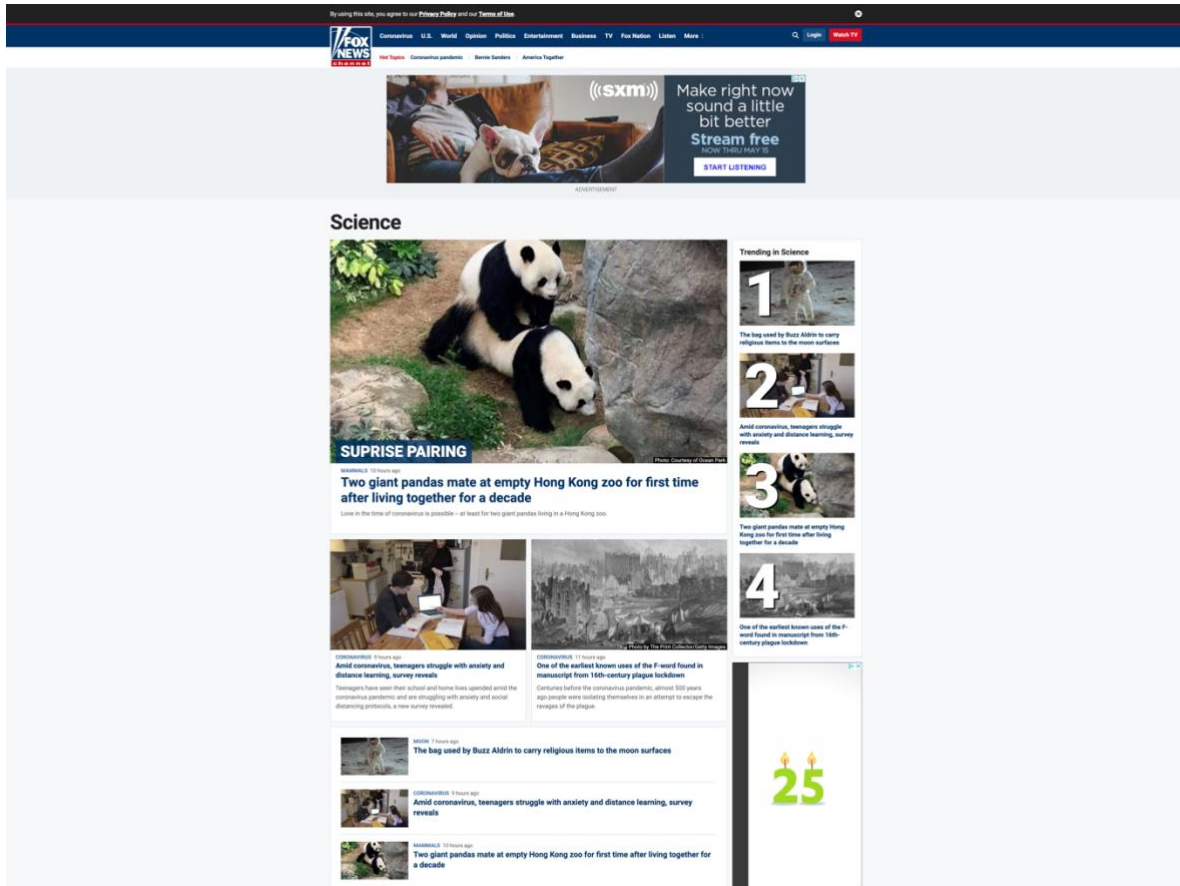 By using this site, you agree to our Privacy Policy and our Terms of Use.
FOX
NEWS
channel
Coronavirus U.S. World Opinion Politics Entertainment Business TV Fox Nation Listen More
Login
Watch TV
Hot Topics Coronavirus pandemic Bernie Sanders America Together
((sxm))
Make right now
sound a little
bit better
Stream free
NOW THRU MAY 15
START LISTENING
ADVERTISEMENT
Science
SUPRISE PAIRING
Photo: Courtesy of Ocean Park
MAMMALS 10 hours ago
Two giant pandas mate at empty Hong Kong zoo for first time
after living together for a decade
Love in the time of coronavirus is possible – at least for two giant pandas living in a Hong Kong zoo.
CORONAVIRUS 9 hours ago
Amid coronavirus, teenagers struggle with anxiety and
distance learning, survey reveals
Teenagers have seen their school and home lives upended amid the
coronavirus pandemic and are struggling with anxiety and social
distancing protocols, a new survey revealed.
Photo by The Print Collector/Getty Images
CORONAVIRUS 11 hours ago
One of the earliest known uses of the F-word found in
manuscript from 16th-century plague lockdown
Centuries before the coronavirus pandemic, almost 500 years
ago people were isolating themselves in an attempt to escape the
ravages of the plague.
MOON 7 hours ago
The bag used by Buzz Aldrin to carry religious items to the moon surfaces
CORONAVIRUS 9 hours ago
Amid coronavirus, teenagers struggle with anxiety and distance learning, survey
reveals
MAMMALS 10 hours ago
Two giant pandas mate at empty Hong Kong zoo for first time after living together for
a decade
Trending in Science
1
The bag used by Buzz Aldrin to carry
religious items to the moon surfaces
2
Amid coronavirus, teenagers struggle
with anxiety and distance learning, survey
reveals
3
Two giant pandas mate at empty Hong
Kong zoo for first time after living
together for a decade
4
One of the earliest known uses of the F-
word found in manuscript from 16th-
century plague lockdown
25